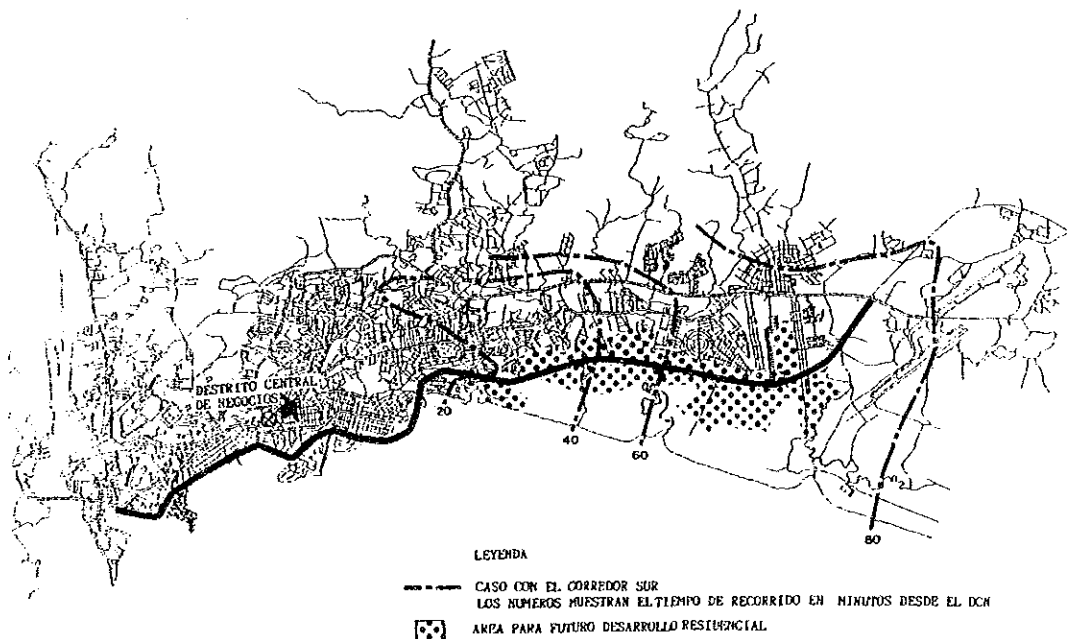 DESTRITO CENTRAL
DE NEGOCIOS
20
40
60
80
LEYENDA
CASO CON EL CORREDOR SUR
LOS NUMEROS MUESTRAN EL TIEMPO DE RECORRIDO EN MINUTOS DESDE EL DCN
AREA PARA FUTURO DESARROLLO RESIDENCIAL